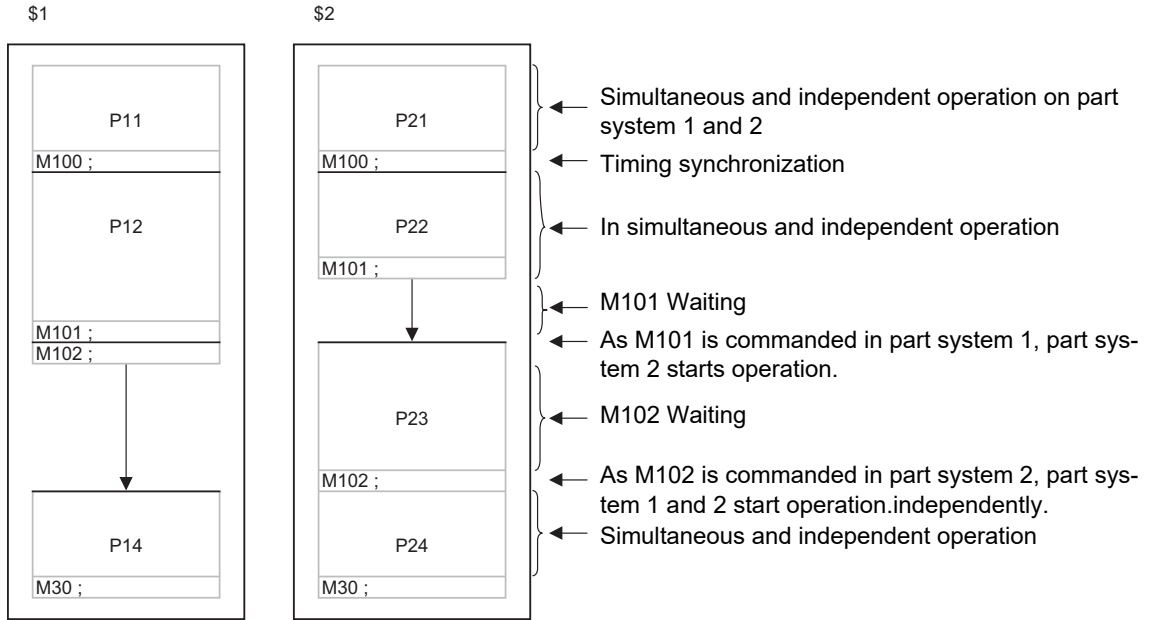 $1
P11
M100 ;
P12
M101 ;
M102 ;
P14
M30 ;
$2
P21
M100 ;
P22
M101 ;
P23
M102 ;
P24
M30 ;
Simultaneous and independent operation on part
system 1 and 2
Timing synchronization
In simultaneous and independent operation
M101 Waiting
As M101 is commanded in part system 1, part sys-
tem 2 starts operation.
M102 Waiting
As M102 is commanded in part system 2, part sys-
tem 1 and 2 start operation.independently.
Simultaneous and independent operation